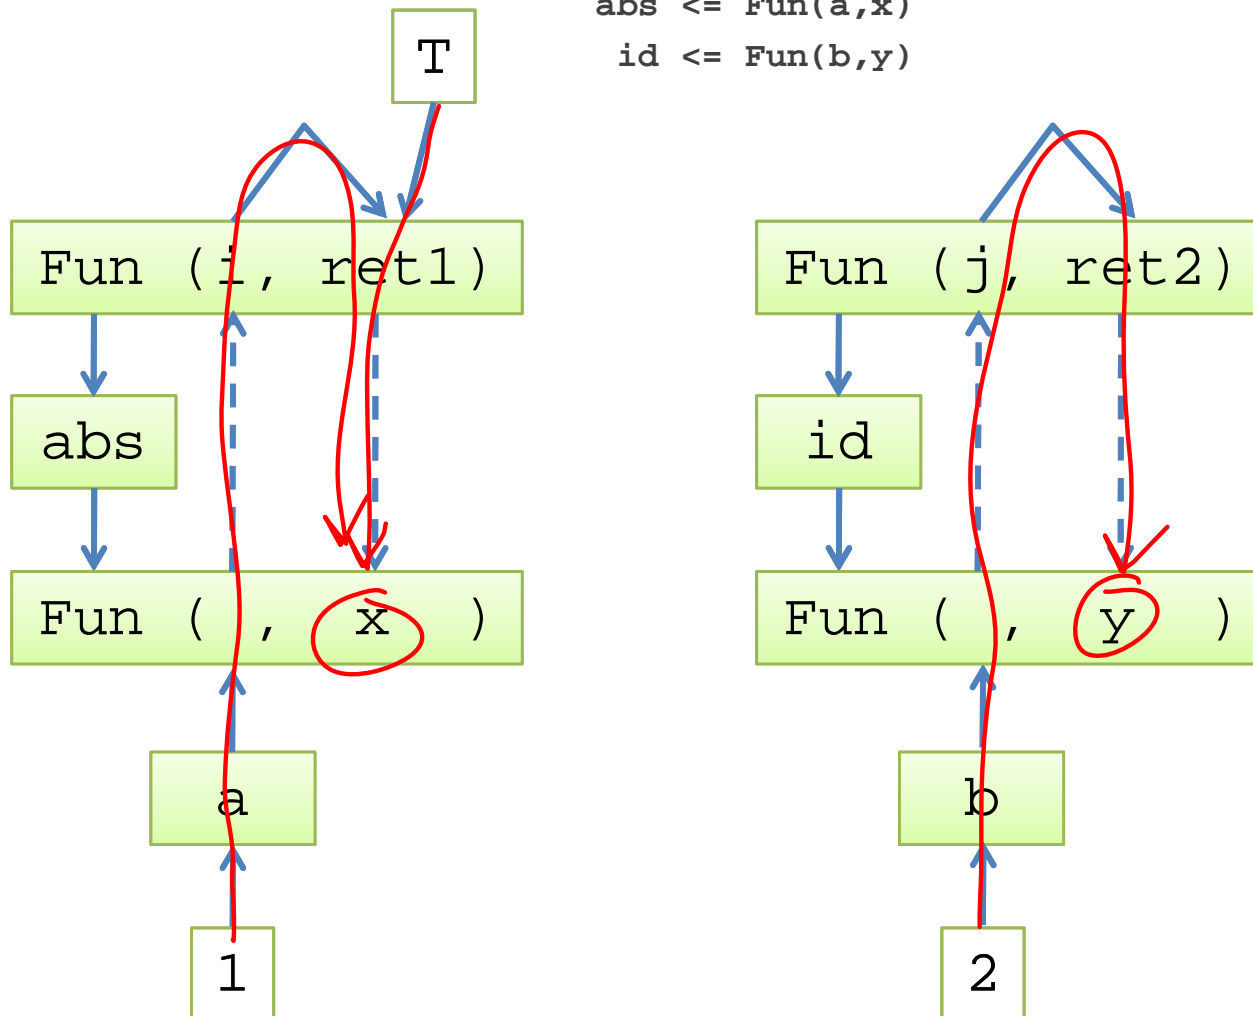 abs <= Fun(a,x)
id <= Fun(b,y)
T
Fun (i, ret1)
Fun (j, ret2)
abs
id
Fun ( , x )
Fun ( , y )
a
b
1
2